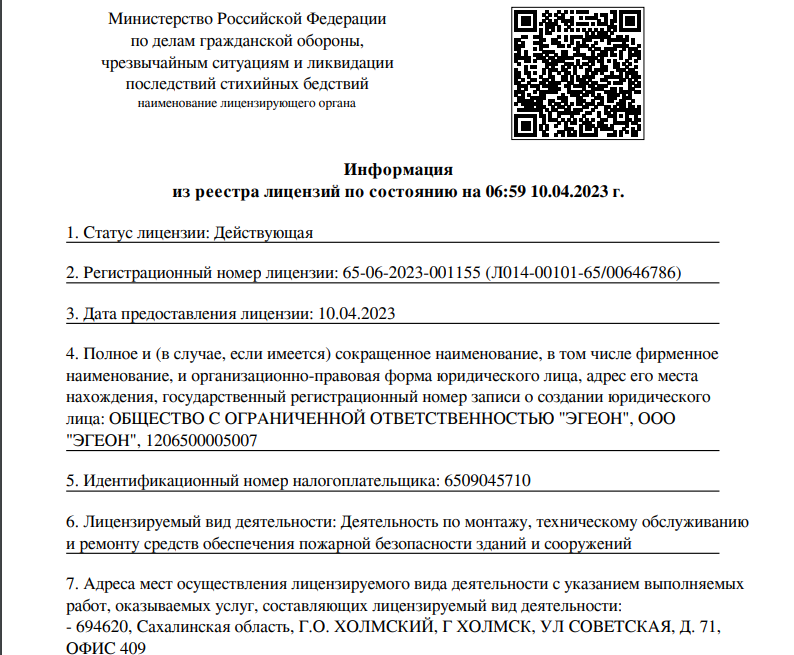 Министерство Российской Федерации
по делам гражданской обороны,
чрезвычайным ситуациям и ликвидации
последствий стихийных бедствий
наименование лицензирующего органа
Информация
из реестра лицензий по состоянию на 06:59 10.04.2023 г.
1. Статус лицензии: Действующая
2. Регистрационный номер лицензии: 65-06-2023-001155 (Л014-00101-65/00646786)
3. Дата предоставления лицензии: 10.04.2023
4. Полное и (в случае, если имеется) сокращенное наименование, в том числе фирменное
наименование, и организационно-правовая форма юридического лица, адрес его места
нахождения, государственный регистрационный номер записи о создании юридического
лица: ОБЩЕСТВО С ОГРАНИЧЕННОЙ ОТВЕТСТВЕННОСТЬЮ "ЭГЕОН", ООО
"ЭГЕОН", 1206500005007
5. Идентификационный номер налогоплательщика: 6509045710
6. Лицензируемый вид деятельности: Деятельность по монтажу, техническому обслуживанию
и ремонту средств обеспечения пожарной безопасности зданий и сооружений
7. Адреса мест осуществления лицензируемого вида деятельности с указанием выполняемых
работ, оказываемых услуг, составляющих лицензируемый вид деятельности:
- 694620, Сахалинская область, Г.О. ХОЛМСКИЙ, Г ХОЛМСК, УЛ СОВЕТСКАЯ, Д. 71,
ОФИС 409